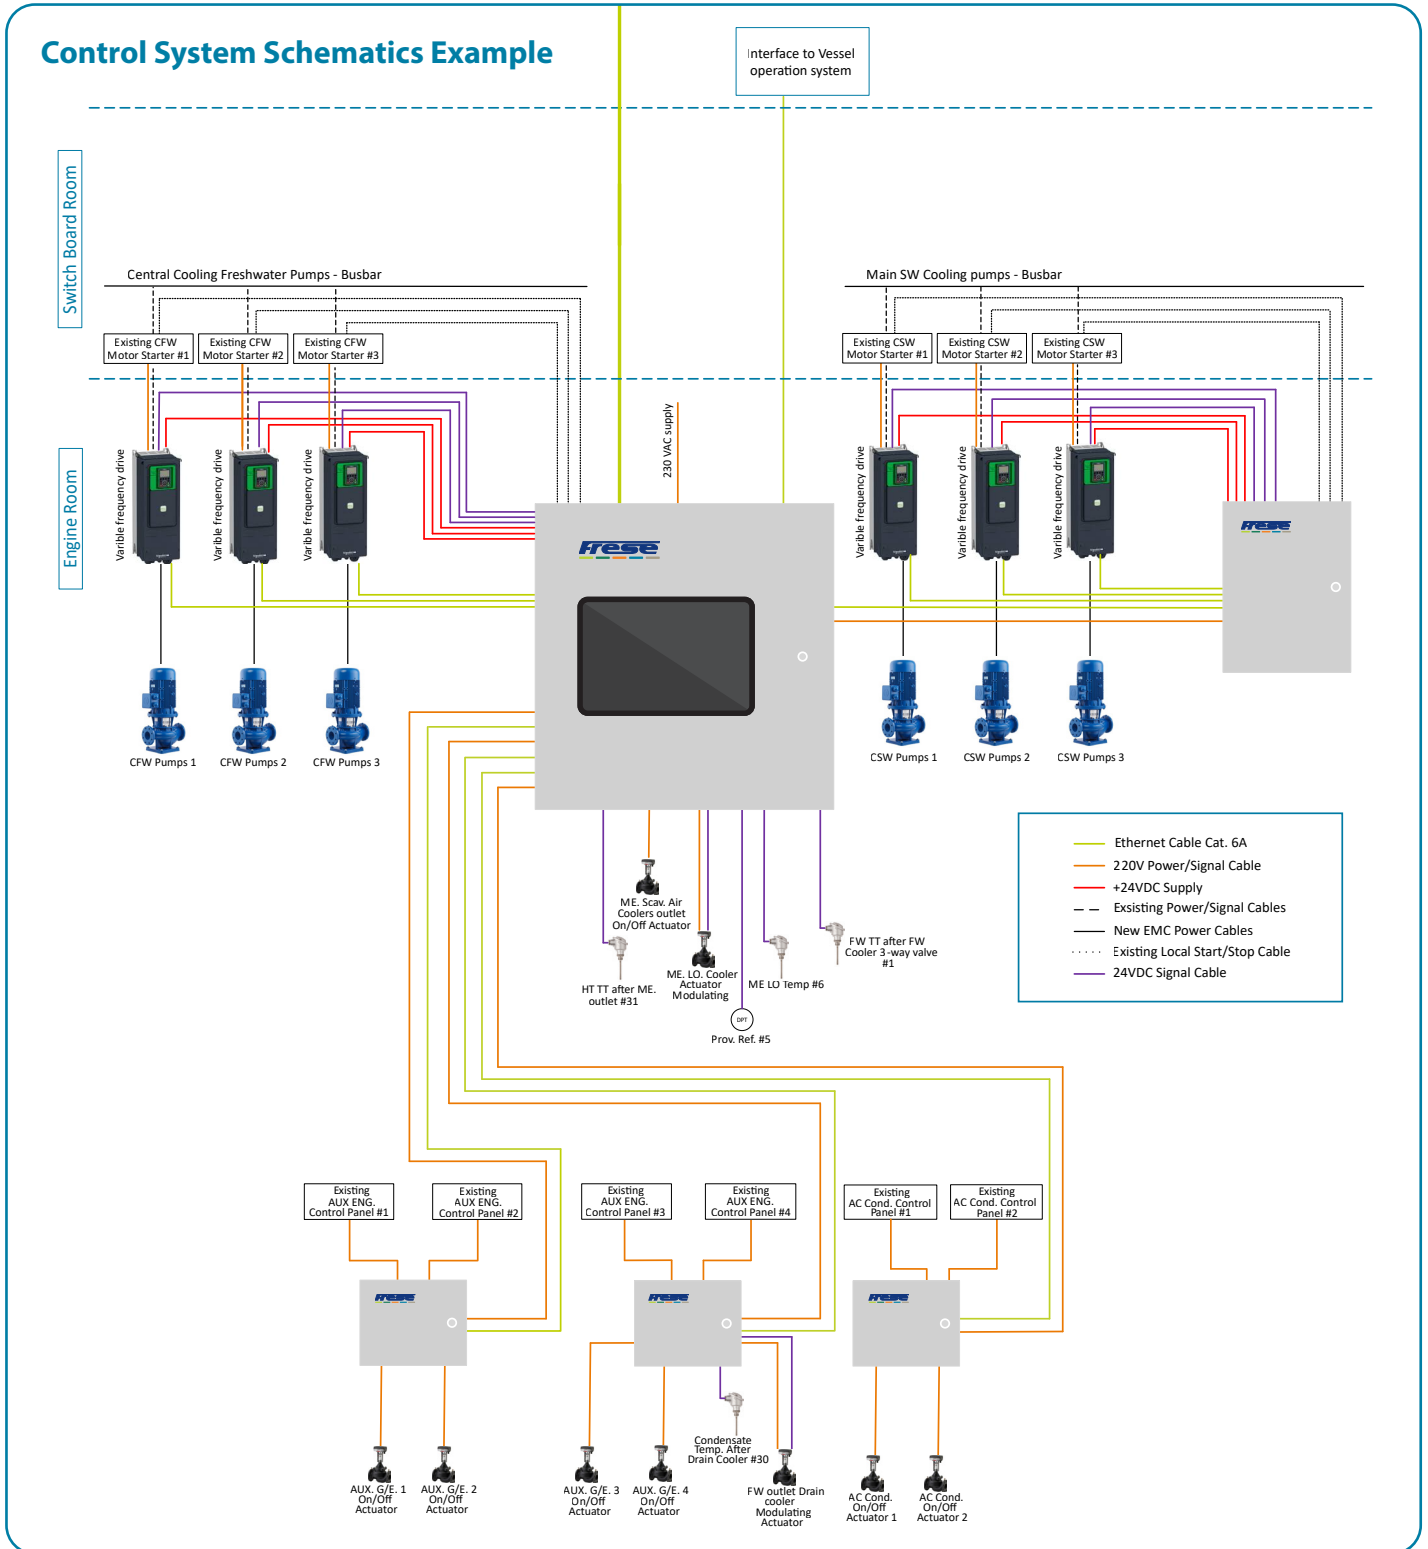 Control System Schematics Example
Interface to Vessel
operation system
Switch Board Room
Central Cooling Freshwater Pumps - Busbar
Main SW Cooling pumps - Busbar
Existing CFW
Motor Starter #1
Existing CFW
Motor Starter #2
Existing CFW
Motor Starter #3
Existing CSW
Motor Starter #1
Existing CSW
Motor Starter #2
Existing CSW
Motor Starter #3
Engine Room
Varible frequency drive
Varible frequency drive
Varible frequency drive
230 VAC supply
Varible frequency drive
Varible frequency drive
Varible frequency drive
FRESE
FRESE
CFW Pumps 1
CFW Pumps 2
CFW Pumps 3
CSW Pumps 1
CSW Pumps 2
CSW Pumps 3
Ethernet Cable Cat. 6A
220V Power/Signal Cable
+24VDC Supply
Exsisting Power/Signal Cables
New EMC Power Cables
Existing Local Start/Stop Cable
24VDC Signal Cable
ME. Scav. Air
Coolers outlet
On/Off Actuator
HT TT after ME.
outlet #31
ME. LO. Cooler
Actuator
Modulating
ME LO Temp #6
FW TT after FW
Cooler 3-way valve
#1
DPT
Prov. Ref. #5
Existing
AUX ENG.
Control Panel #1
Existing
AUX ENG.
Control Panel #2
Existing
AUX ENG.
Control Panel #3
Existing
AUX ENG.
Control Panel #4
Existing
AC Cond. Control
Panel #1
Existing
AC Cond. Control
Panel #2
FRESE
FRESE
FRESE
AUX. G/E. 1
On/Off
Actuator
AUX. G/E. 2
On/Off
Actuator
AUX. G/E. 3
On/Off
Actuator
AUX. G/E. 4
On/Off
Actuator
Condensate
Temp. After
Drain Cooler #30
FW outlet Drain
cooler
Modulating
Actuator
AC Cond.
On/Off
Actuator 1
AC Cond.
On/Off
Actuator 2